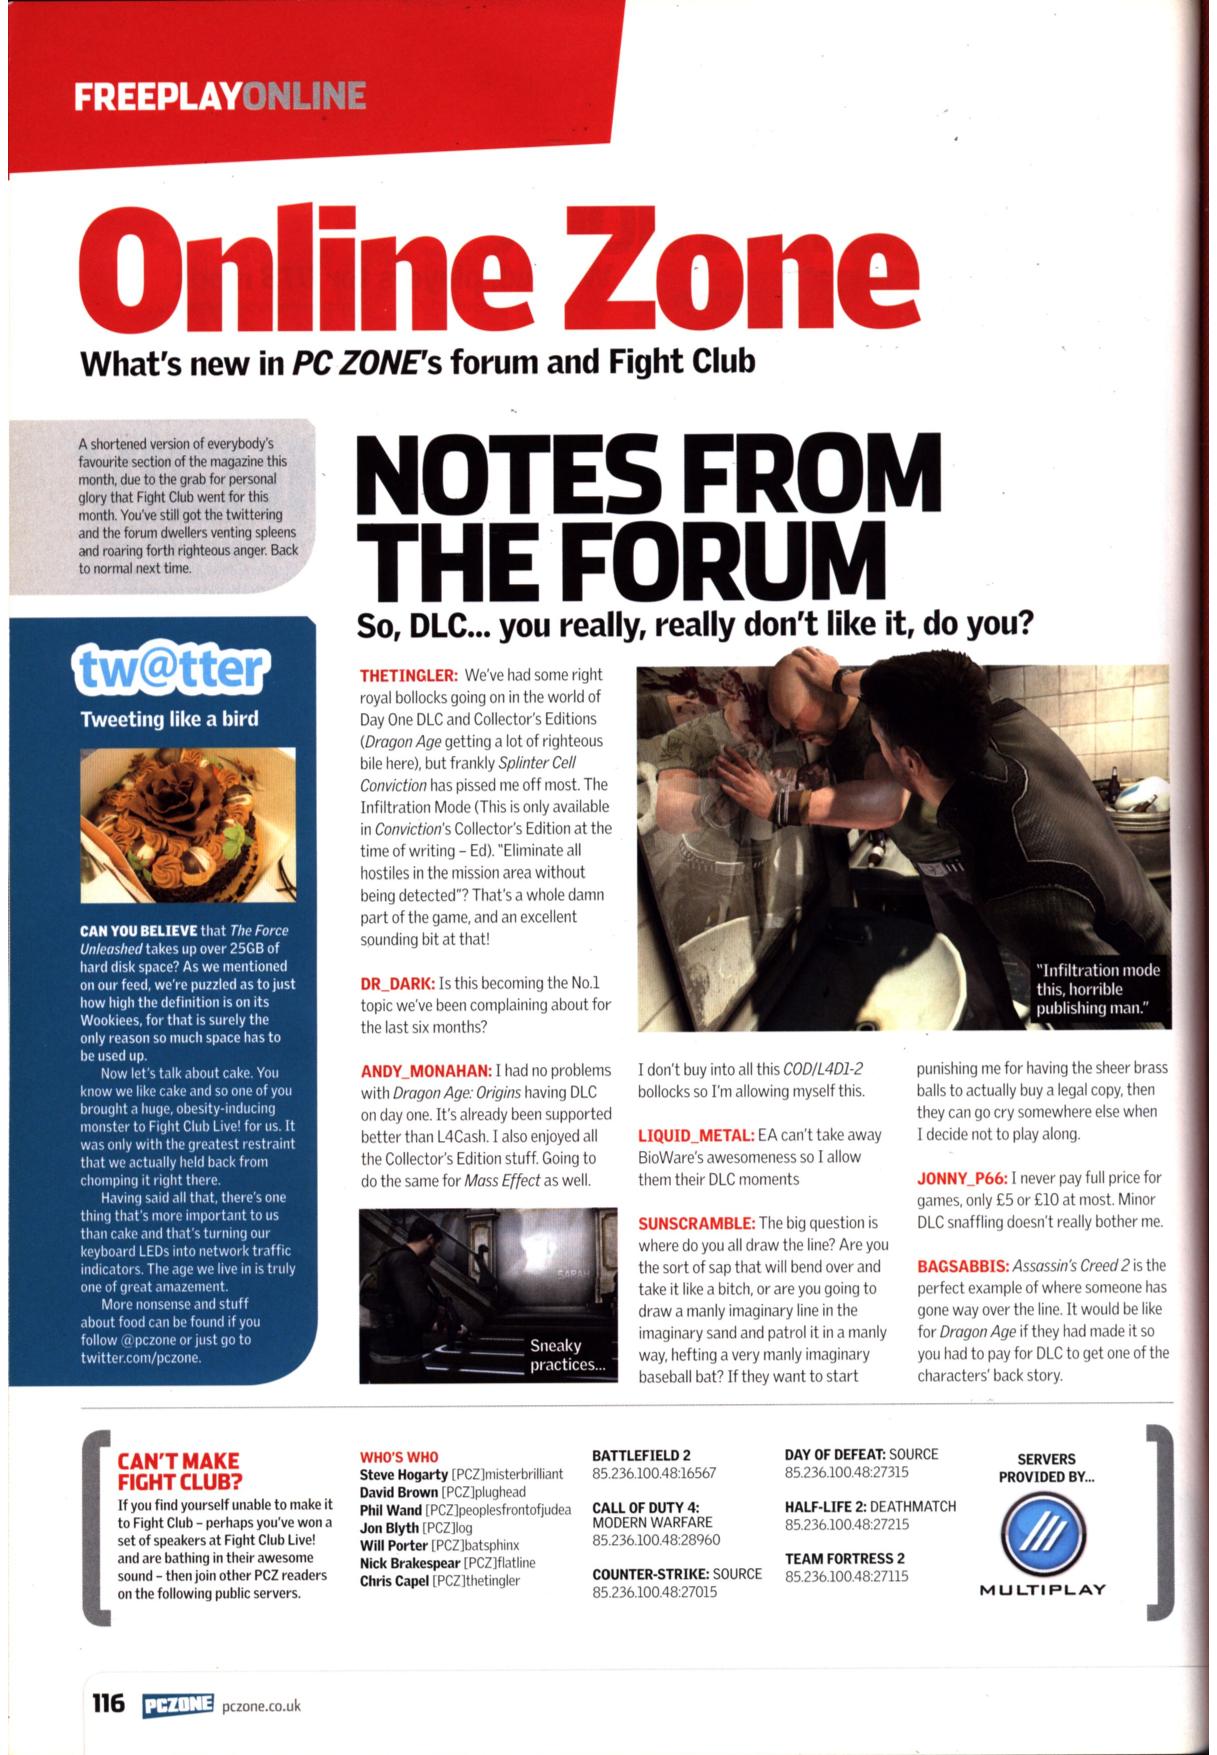 FREEPLAYONLINE
Online Zone
What's new in PC ZONE's forum and Fight Club
A shortened version of everybody's
favourite section of the magazine this
month, due to the grab for personal
glory that Fight Club went for this
month. You've still got the twittering
and the forum dwellers venting spleens
and roaring forth righteous anger. Back
to normal next time.
tw@tter
Tweeting like a bird
CAN YOU BELIEVE that The Force
Unleashed takes up over 25GB of
hard disk space? As we mentioned
on our feed, we're puzzled as to just
how high the definition is on its
Wookiees, for that is surely the
only reason so much space has to
be used up.
Now let's talk about cake. You
know we like cake and so one of you
brought a huge, obesity-inducing
monster to Fight Club Live! for us. It
was only with the greatest restraint
that we actually held back from
chomping it right there.
Having said all that, there's one
thing that's more important to us
than cake and that's turning our
keyboard LEDs into network traffic
indicators. The age we live in is truly
one of great amazement.
More nonsense and stuff
about food can be found if you
follow @pczone or just go to
twitter.com/pczone.
NOTES FROM
THE FORUM
So, DLC... you really, really don't like it, do you?
THETINGLER: We've had some right
royal bollocks going on in the world of
Day One DLC and Collector's Editions
(Dragon Age getting a lot of righteous
bile here), but frankly Splinter Cell
Conviction has pissed me off most. The
Infiltration Mode (This is only available
in Conviction's Collector's Edition at the
time of writing – Ed). "Eliminate all
hostiles in the mission area without
being detected"? That's a whole damn
part of the game, and an excellent
sounding bit at that!
DR_DARK: Is this becoming the No.1
topic we've been complaining about for
the last six months?
ANDY_MONAHAN: I had no problems
with Dragon Age: Origins having DLC
on day one. It's already been supported
better than L4Cash. I also enjoyed all
the Collector's Edition stuff. Going to
do the same for Mass Effect as well.
SARAH
Sneaky
practices...
"Infiltration mode
this, horrible
publishing man."
I don't buy into all this COD/L4D1-2
bollocks so I'm allowing myself this.
LIQUID_METAL: EA can't take away
BioWare's awesomeness so I allow
them their DLC moments
SUNSCRAMBLE: The big question is
where do you all draw the line? Are you
the sort of sap that will bend over and
take it like a bitch, or are you going to
draw a manly imaginary line in the
imaginary sand and patrol it in a manly
way, hefting a very manly imaginary
baseball bat? If they want to start
punishing me for having the sheer brass
balls to actually buy a legal copy, then
they can go cry somewhere else when
I decide not to play along.
JONNY_P66: I never pay full price for
games, only £5 or £10 at most. Minor
DLC snaffling doesn't really bother me.
BAGSABBIS: Assassin's Creed 2 is the
perfect example of where someone has
gone way over the line. It would be like
for Dragon Age if they had made it so
you had to pay for DLC to get one of the
characters' back story.
CAN'T MAKE
FIGHT CLUB?
If you find yourself unable to make it
to Fight Club – perhaps you've won a
set of speakers at Fight Club Live!
and are bathing in their awesome
sound – then join other PCZ readers
on the following public servers.
WHO'S WHO
Steve Hogarty [PCZ]misterbrilliant
David Brown [PCZ]plughead
Phil Wand [PCZ]peoplesfrontofjudea
Jon Blyth [PCZ]log
Will Porter [PCZ]batsphinx
Nick Brakespear [PCZ]flatline
Chris Capel [PCZ]thetingler
BATTLEFIELD 2
85.236.100.48:16567
CALL OF DUTY 4:
MODERN WARFARE
85.236.100.48:28960
COUNTER-STRIKE: SOURCE
85.236.100.48:27015
DAY OF DEFEAT: SOURCE
85.236.100.48:27315
HALF-LIFE 2: DEATHMATCH
85.236.100.48:27215
TEAM FORTRESS 2
85.236.100.48:27115
SERVERS
PROVIDED BY...
MULTIPLAY
116 PCZONE pczone.co.uk